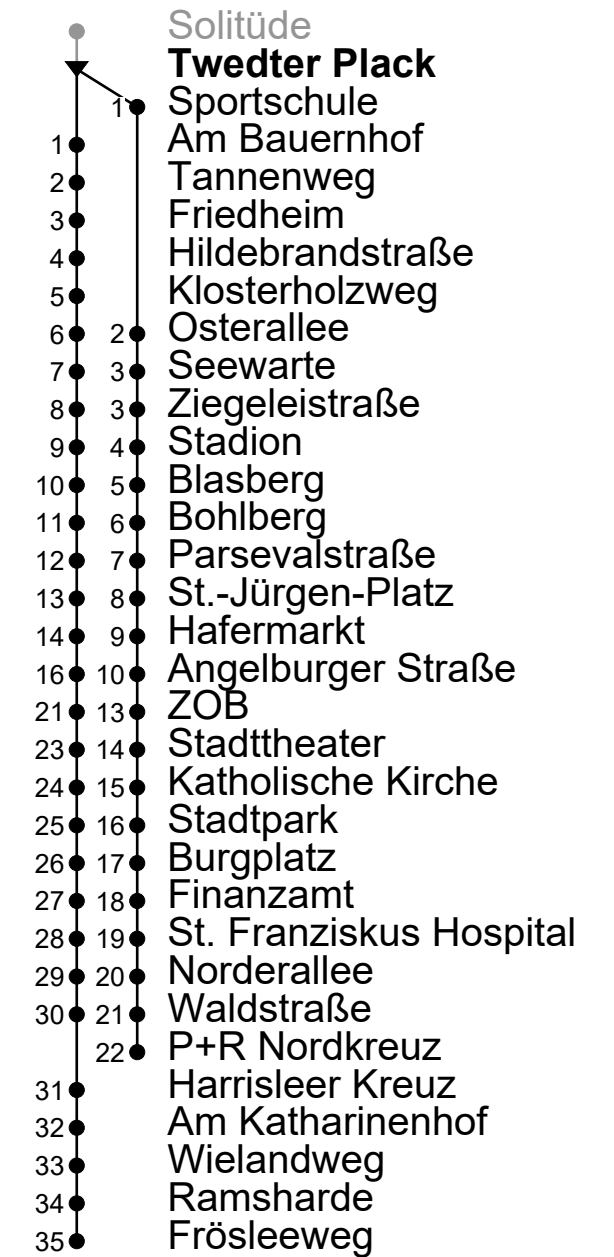 Solitüde
Twedter Plack
1 Sportschule
1 Am Bauernhof
2 Tannenweg
3 Friedheim
4 Hildebrandstraße
5 Klosterholzweg
6 2 Osterallee
7 3 Seewarte
8 3 Ziegeleistraße
9 4 Stadion
10 5 Blasberg
11 6 Bohlberg
12 7 Parsevalstraße
13 8 St.-Jürgen-Platz
14 9 Hafermarkt
16 10 Angelburger Straße
21 13 ZOB
23 14 Stadttheater
24 15 Katholische Kirche
25 16 Stadtpark
26 17 Burgplatz
27 18 Finanzamt
28 19 St. Franziskus Hospital
29 20 Norderallee
30 21 Waldstraße
22 P+R Nordkreuz
31 Harrisleer Kreuz
32 Am Katharinenhof
33 Wielandweg
34 Ramsharde
35 Frösleeweg